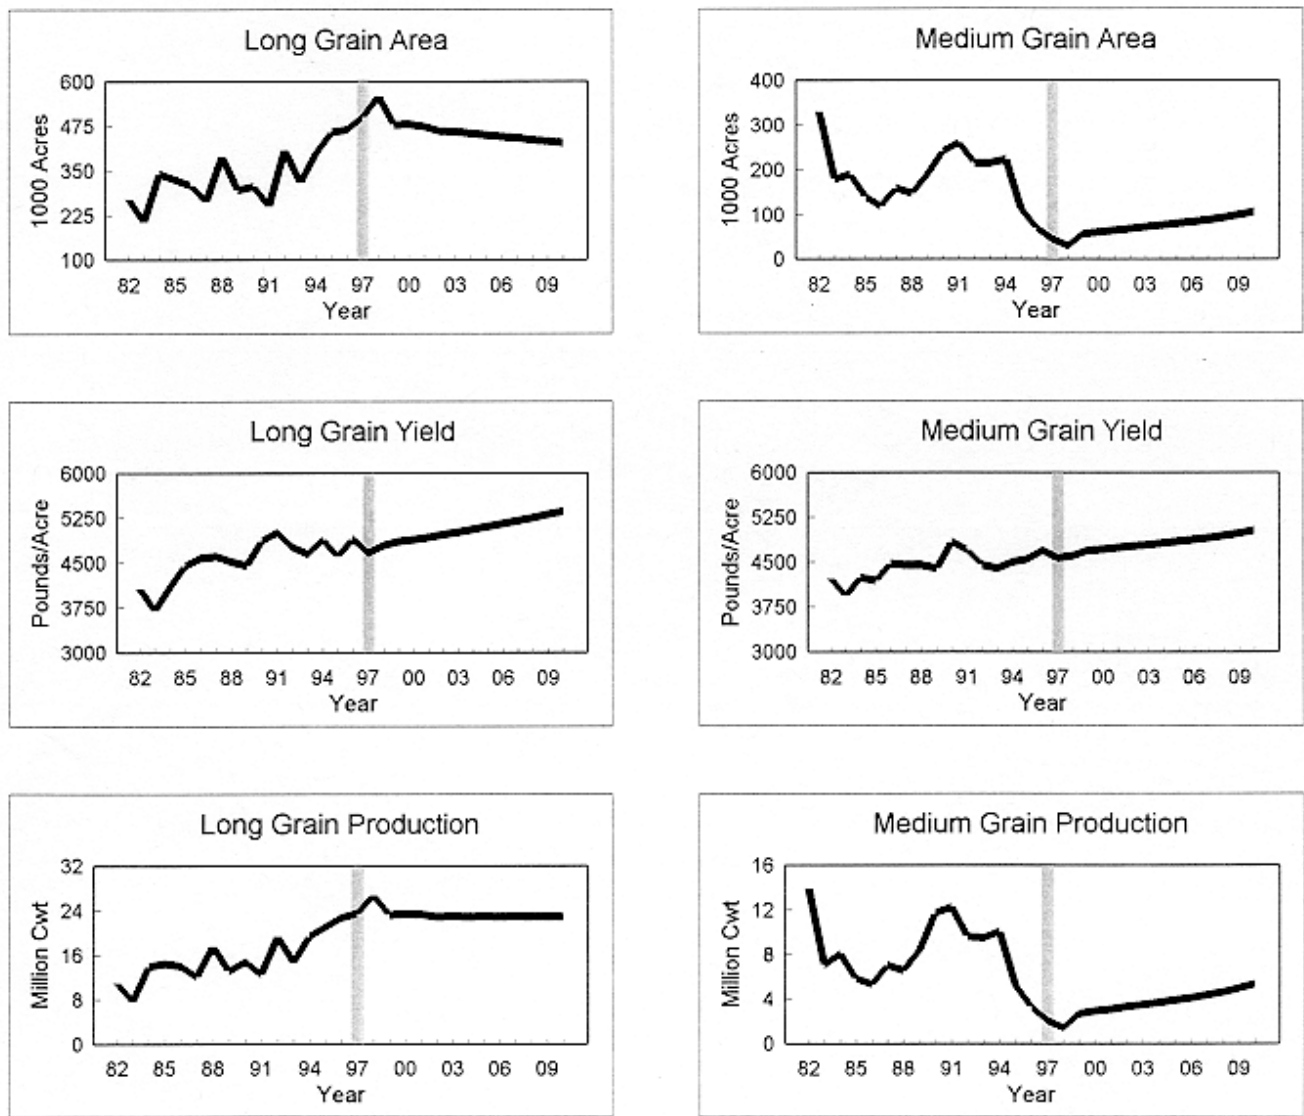 Long Grain Area
600
475
350
225
100
1000 Acres
82 85 88 91 94 97 00 03 06 09
Year
Medium Grain Area
400
300
200
100
0
1000 Acres
82 85 88 91 94 97 00 03 06 09
Year
Long Grain Yield
6000
5250
4500
3750
3000
Pounds/Acre
82 85 88 91 94 97 00 03 06 09
Year
Medium Grain Yield
6000
5250
4500
3750
3000
Pounds/Acre
82 85 88 91 94 97 00 03 06 09
Year
Long Grain Production
32
24
16
8
0
Million Cwt
82 85 88 91 94 97 00 03 06 09
Year
Medium Grain Production
16
12
8
4
0
Million Cwt
82 85 88 91 94 97 00 03 06 09
Year